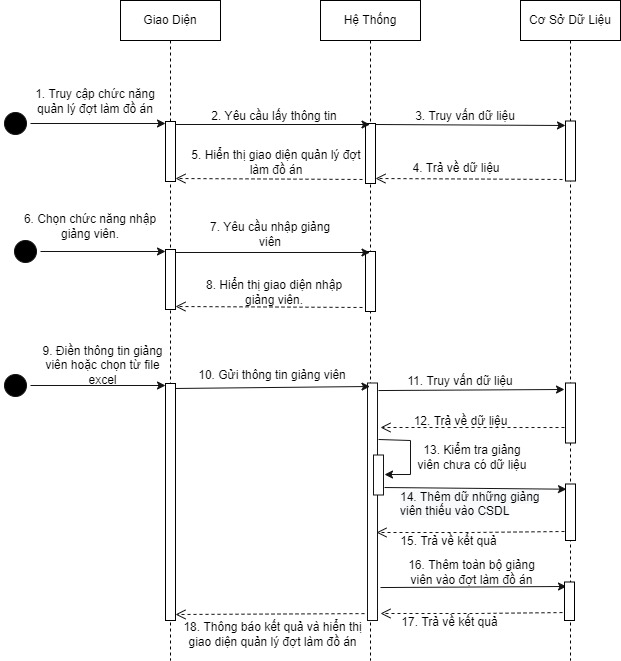 Giao Diện
Hệ Thống
Cơ Sở Dữ Liệu
1. Truy cập chức năng
quản lý đợt làm đồ án
2. Yêu cầu lấy thông tin
3. Truy vấn dữ liệu
5. Hiển thị giao diện quản lý đợt
làm đồ án
4. Trả về dữ liệu
6. Chọn chức năng nhập
giảng viên.
7. Yêu cầu nhập giảng
viên
8. Hiển thị giao diện nhập
giảng viên.
9. Điền thông tin giảng
viên hoặc chọn từ file
excel
10. Gửi thông tin giảng viên
11. Truy vấn dữ liệu
12. Trả về dữ liệu
13. Kiểm tra giảng
viên chưa có dữ liệu
14. Thêm dữ những giảng
viên thiếu vào CSDL
15. Trả về kết quả
16. Thêm toàn bộ giảng
viên vào đợt làm đồ án
17. Trả về kết quả
18. Thông báo kết quả và hiển thị
giao diện quản lý đợt làm đồ án